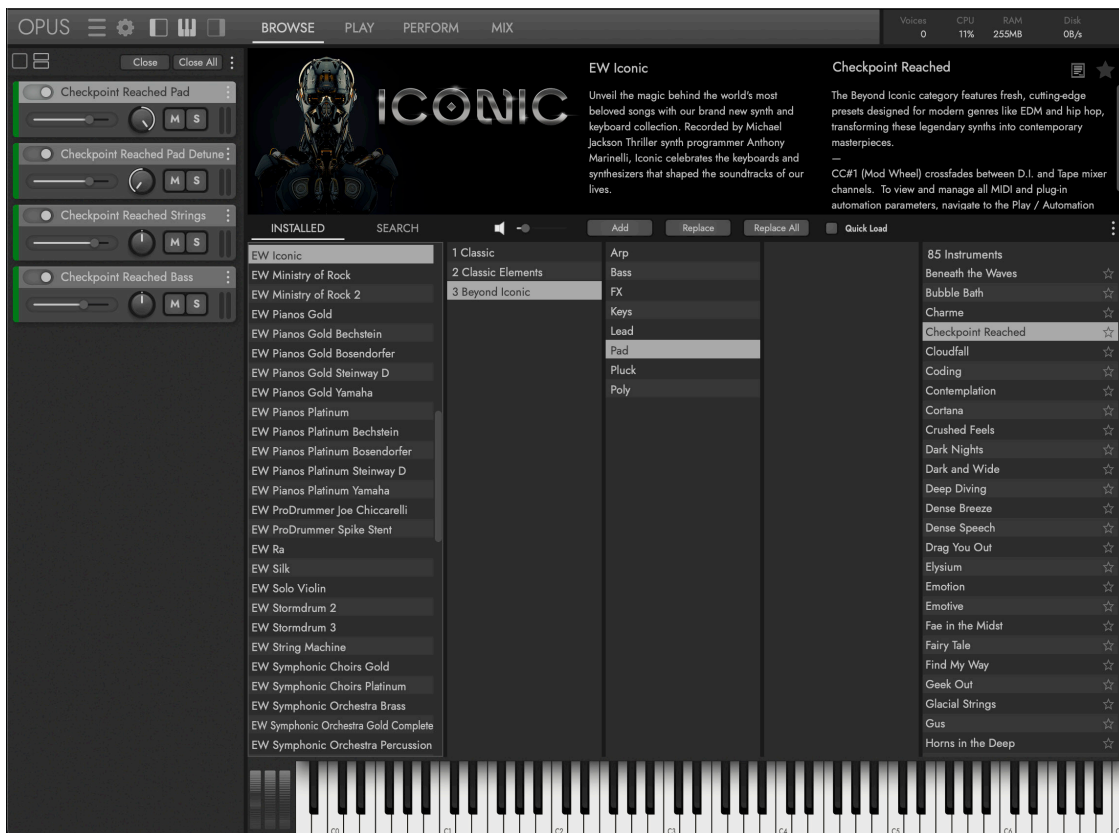 OPUS
BROWSE PLAY PERFORM MIX
Voices CPU RAM Disk
0 11% 255MB 0B/s
Close Close All
Checkpoint Reached Pad
M S
Checkpoint Reached Pad Detune
M S
Checkpoint Reached Strings
M S
Checkpoint Reached Bass
M S
ICONIC
EW Iconic
Unveil the magic behind the world's most
beloved songs with our brand new synth and
keyboard collection. Recorded by Michael
Jackson Thriller synth programmer Anthony
Marinelli, Iconic celebrates the keyboards and
synthesizers that shaped the soundtracks of our
lives.
Checkpoint Reached
The Beyond Iconic category features fresh, cutting-edge
presets designed for modern genres like EDM and hip hop,
transforming these legendary synths into contemporary
masterpieces.
—
CC#1 (Mod Wheel) crossfades between D.I. and Tape mixer
channels. To view and manage all MIDI and plug-in
automation parameters, navigate to the Play / Automation
INSTALLED SEARCH
Add Replace Replace All Quick Load
EW Iconic
EW Ministry of Rock
EW Ministry of Rock 2
EW Pianos Gold
EW Pianos Gold Bechstein
EW Pianos Gold Bosendorfer
EW Pianos Gold Steinway D
EW Pianos Gold Yamaha
EW Pianos Platinum
EW Pianos Platinum Bechstein
EW Pianos Platinum Bosendorfer
EW Pianos Platinum Steinway D
EW Pianos Platinum Yamaha
EW ProDrummer Joe Chiccarelli
EW ProDrummer Spike Stent
EW Ra
EW Silk
EW Solo Violin
EW Stormdrum 2
EW Stormdrum 3
EW String Machine
EW Symphonic Choirs Gold
EW Symphonic Choirs Platinum
EW Symphonic Orchestra Brass
EW Symphonic Orchestra Gold Complete
EW Symphonic Orchestra Percussion
1 Classic
2 Classic Elements
3 Beyond Iconic
Arp
Bass
FX
Keys
Lead
Pad
Pluck
Poly
85 Instruments
Beneath the Waves
Bubble Bath
Charme
Checkpoint Reached
Cloudfall
Coding
Contemplation
Cortana
Crushed Feels
Dark Nights
Dark and Wide
Deep Diving
Dense Breeze
Dense Speech
Drag You Out
Elysium
Emotion
Emotive
Fae in the Midst
Fairy Tale
Find My Way
Geek Out
Glacial Strings
Gus
Horns in the Deep
C0 C1 C2 C3 C4 C5 C6